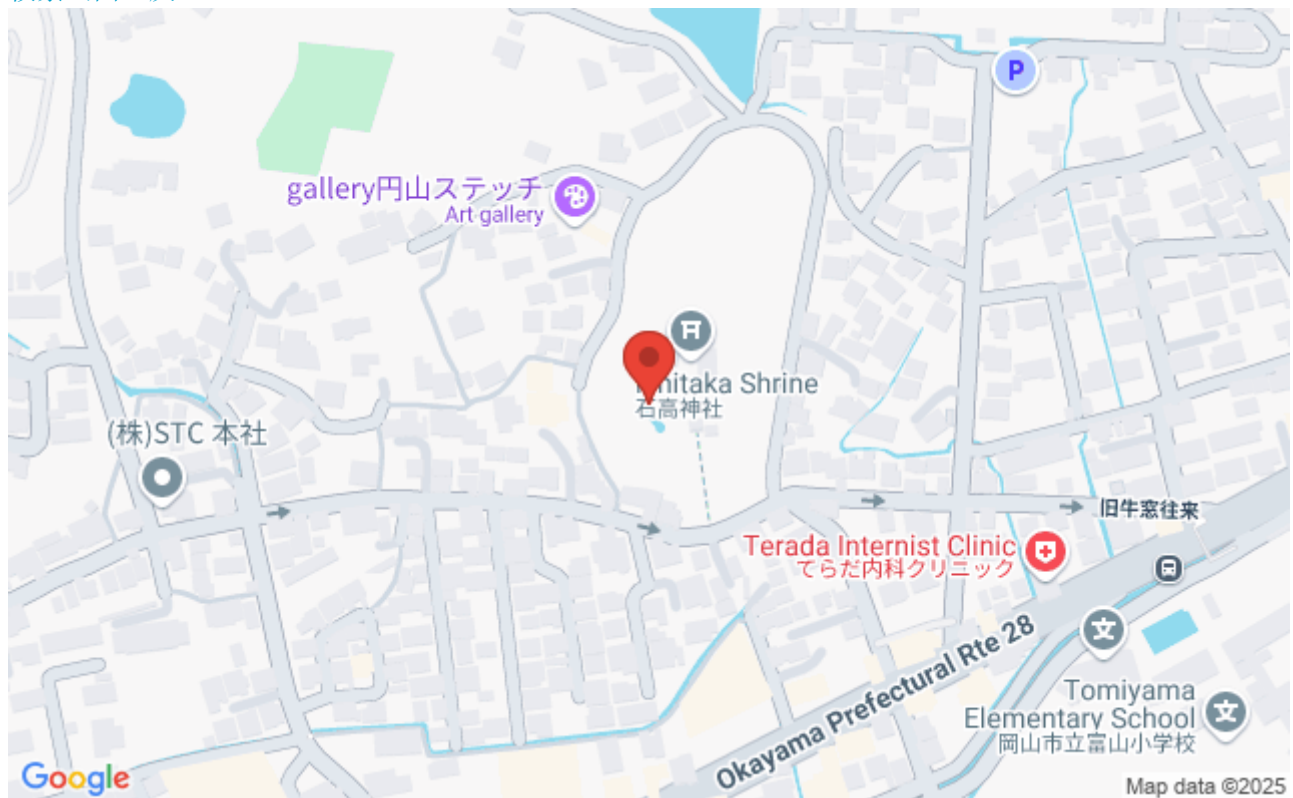 P
gallery円山ステッチ
Art gallery
Shrine
石高神社
(株)STC 本社
旧牛窓往来
Terada Internist Clinic
てらだ内科クリニック
文
Okayama Prefectural Rte 28
Tomiyama
Elementary School
文
岡山市立富山小学校
Google
Map data ©2025